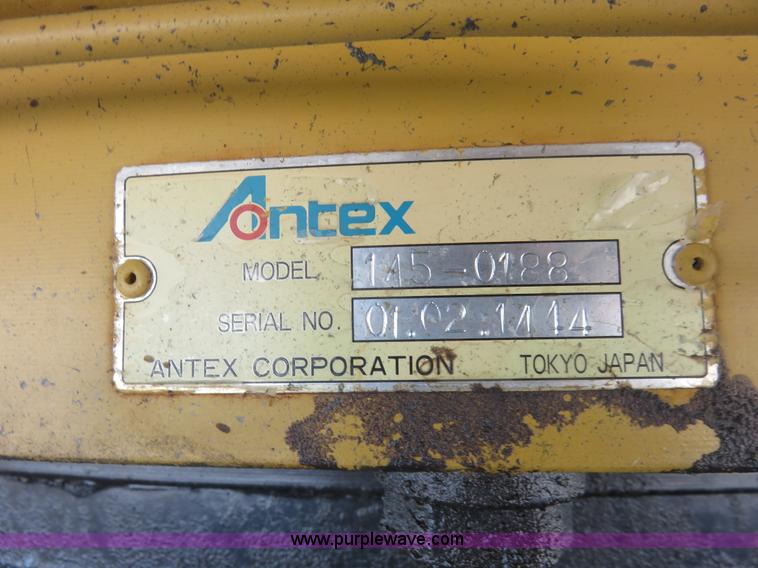 Antex
MODEL 145-0188
SERIAL NO. 01.02.1414
ANTEX CORPORATION TOKYO JAPAN
www.purplewave.com